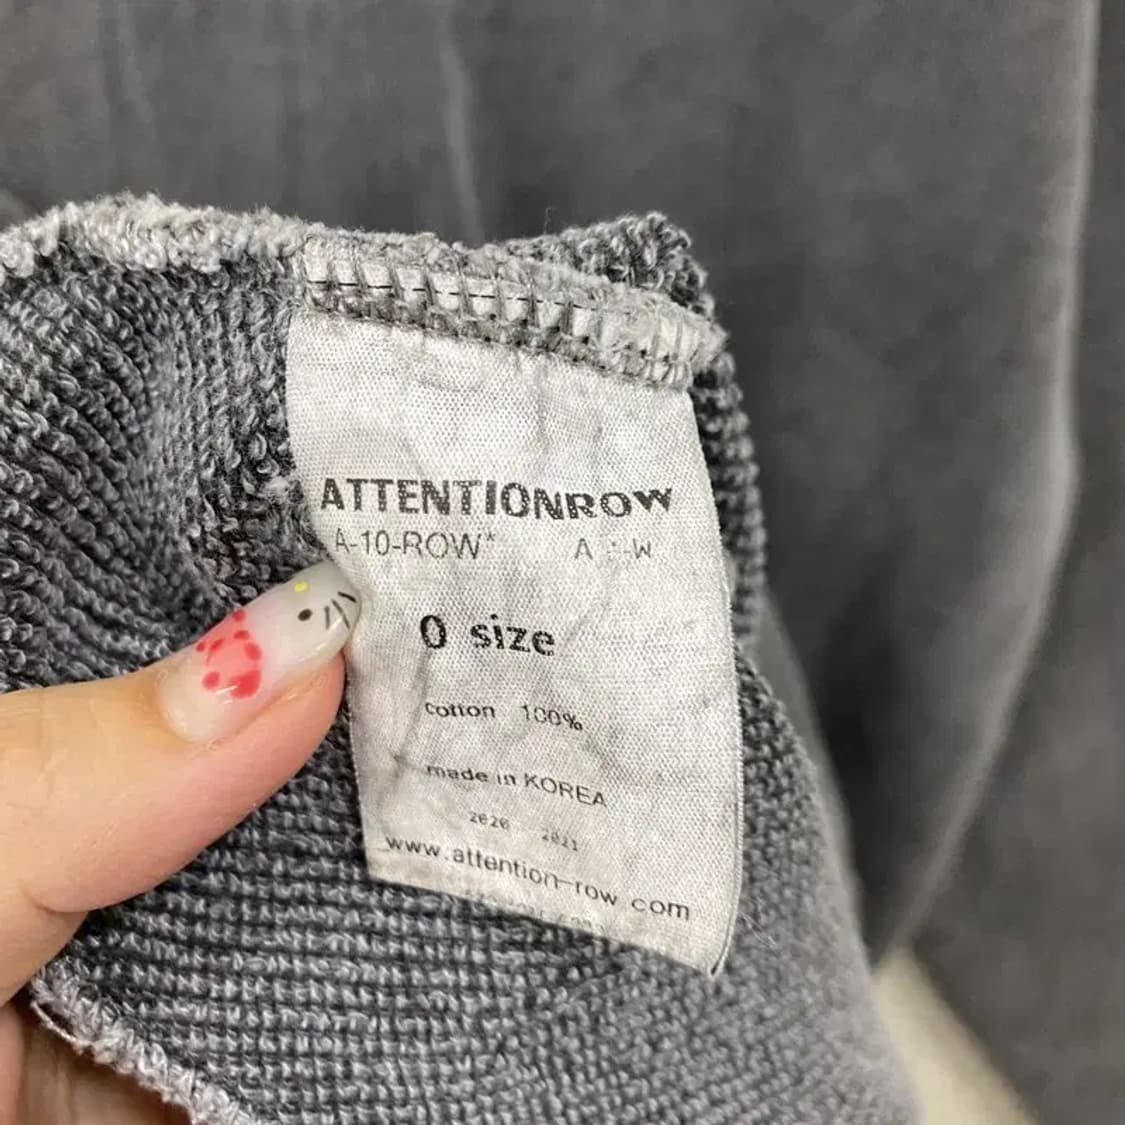 ATTENTIONROW
A-10-ROW*
0 size
cotton 100%
made in KOREA
2020 2021
www.attention-row com